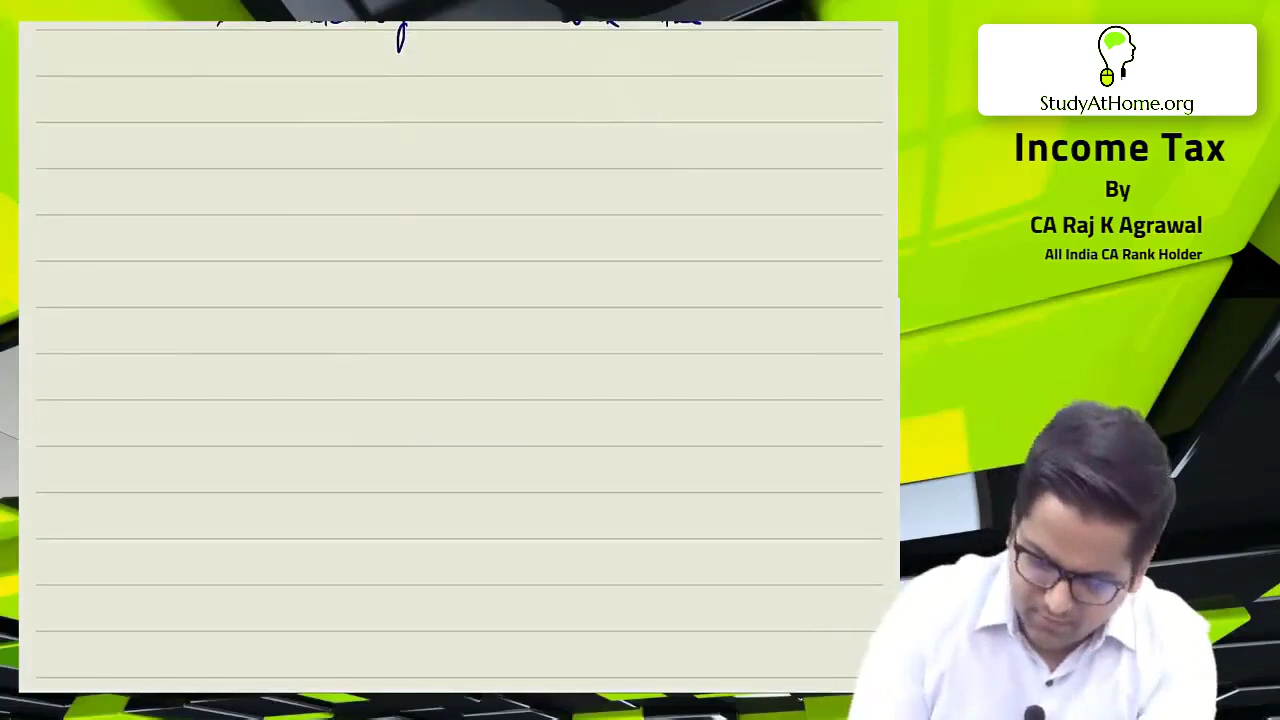 StudyAtHome.org
Income Tax
By
CA Raj K Agrawal
All India CA Rank Holder